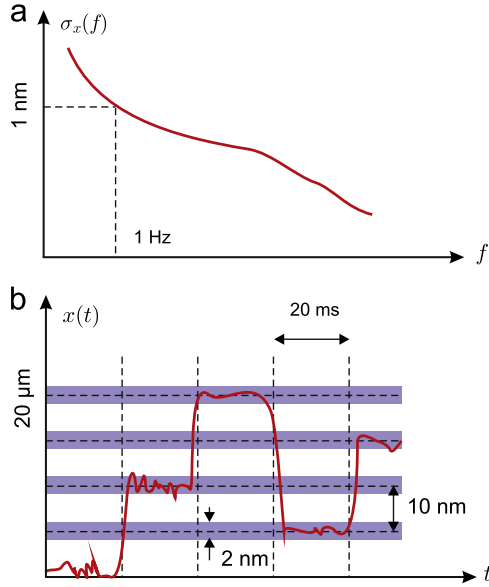 a
σₓ(f)
1 nm
1 Hz
f
b
x(t)
20 ms
20 μm
10 nm
2 nm
t